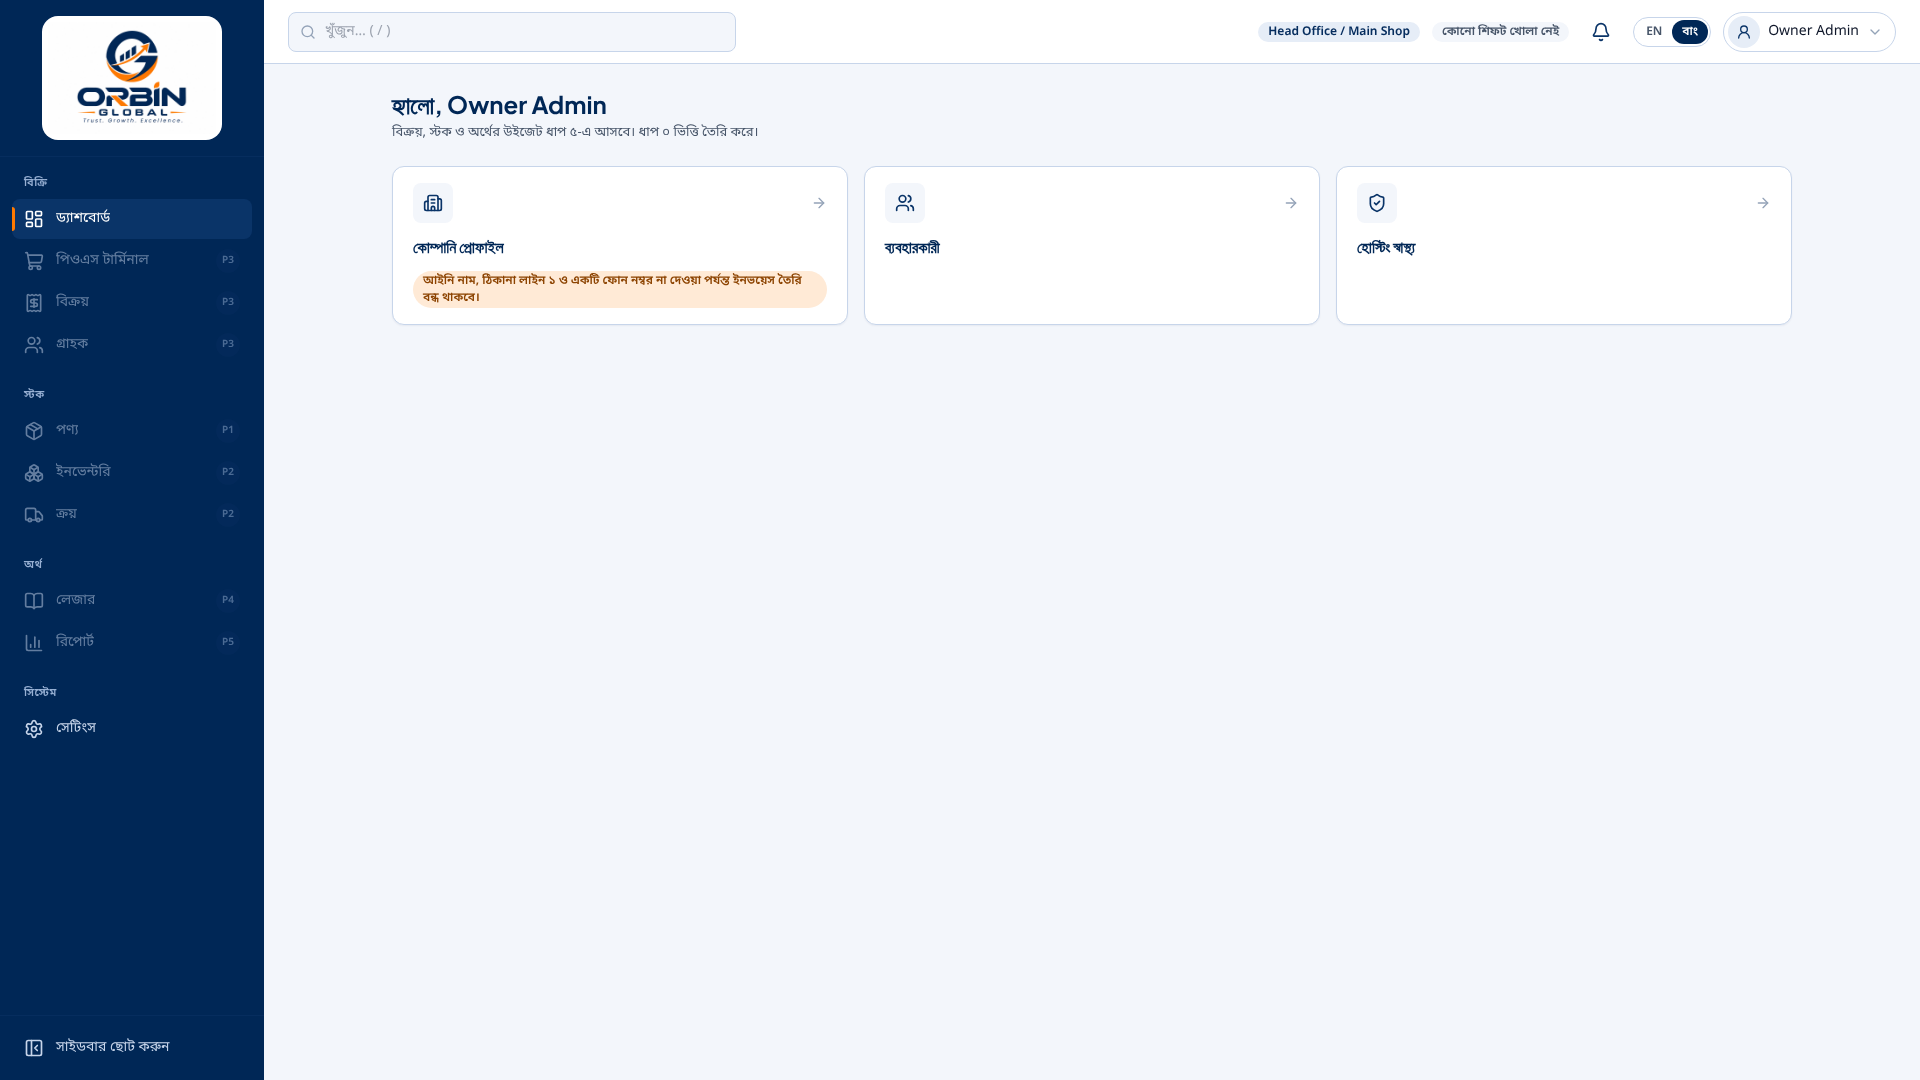 ORBIN
GLOBAL
Trust. Growth. Excellence.
খুঁজুন... ( / )
Head Office / Main Shop
কোনো শিফট খোলা নেই
EN
বাং
Owner Admin
বিক্রি
ড্যাশবোর্ড
পিওএস টার্মিনাল P3
বিক্রয় P3
গ্রাহক P3
স্টক
পণ্য P1
ইনভেন্টরি P2
ক্রয় P2
অর্থ
লেজার P4
রিপোর্ট P5
সিস্টেম
সেটিংস
সাইডবার ছোট করুন
হ্যালো, Owner Admin
বিক্রয়, স্টক ও অর্থের উইজেট ধাপ ৫-এ আসবে। ধাপ ০ ভিত্তি তৈরি করে।
কোম্পানি প্রোফাইল
আইনি নাম, ঠিকানা লাইন ১ ও একটি ফোন নম্বর না দেওয়া পর্যন্ত ইনভয়েস তৈরি
বন্ধ থাকবে।
ব্যবহারকারী
হোস্টিং স্বাস্থ্য